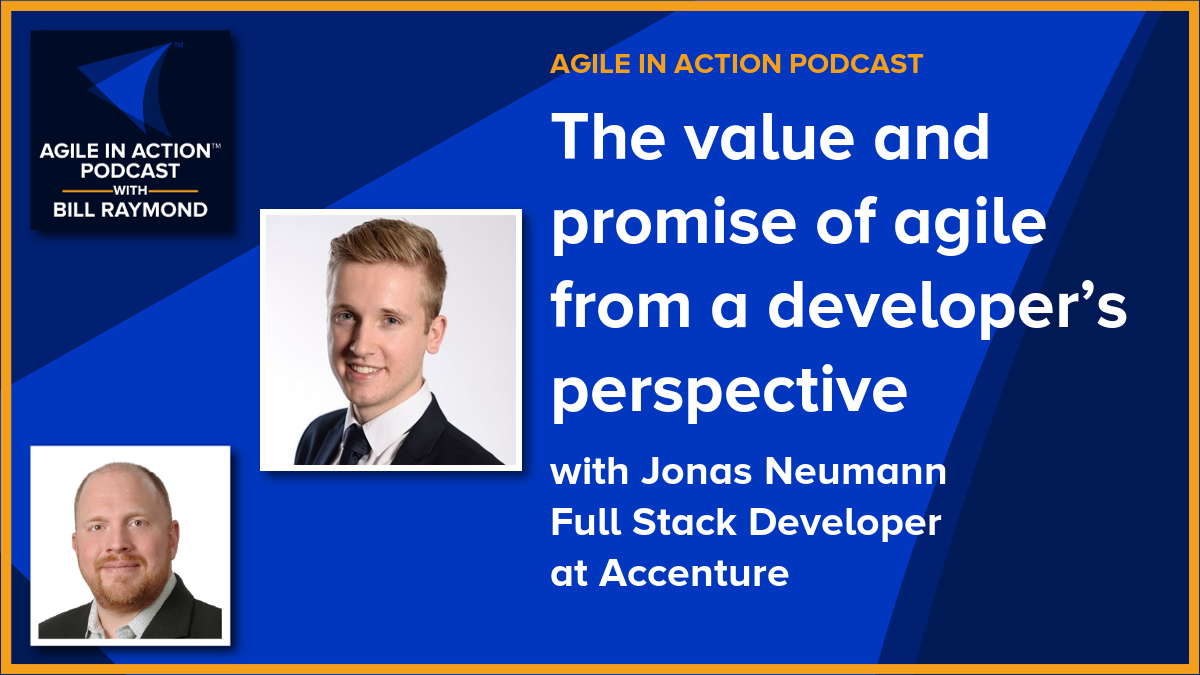 AGILE IN ACTION™
PODCAST
WITH
BILL RAYMOND
AGILE IN ACTION PODCAST
The value and
promise of agile
from a developer’s
perspective
with Jonas Neumann
Full Stack Developer
at Accenture